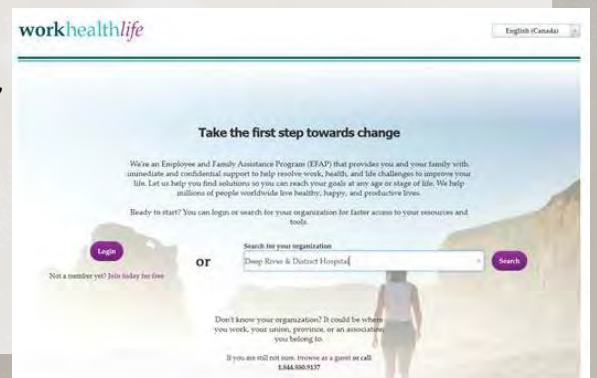 workhealthlife
English (Canada)
Take the first step towards change
We're an Employee and Family Assistance Program (EFAP) that provides you and your family with
immediate and confidential support to help resolve work, health, and life challenges to improve your
life. Let us help you find solutions so you can reach your goals at any age or stage of life. We help
millions of people worldwide live healthy, happy, and productive lives.
Ready to start? You can login or search for your organization for faster access to your resources and
tools.
Login
Not a member yet? Join today for free
or
Search for your organization
Deep River & District Hospital
Search
Don't know your organization? It could be where
you work, your union, province, or an association
you belong to.
If you are still not sure, browse as a guest or call
1.844.880.9137